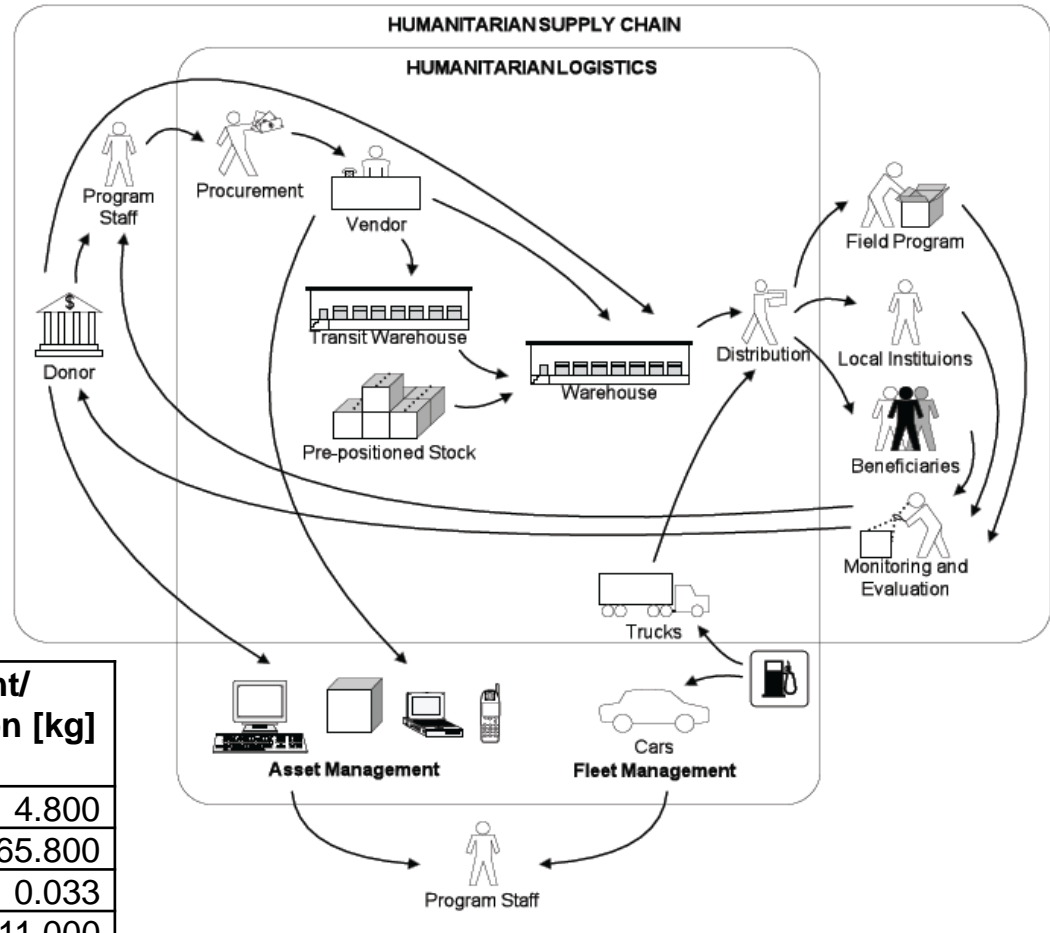 HUMANITARIAN SUPPLY CHAIN
HUMANITARIAN LOGISTICS
Program
Staff
Procurement
Vendor
Field Program
$
Donor
Transit Warehouse
Warehouse
Distribution
Local Instituions
Pre-positioned Stock
Beneficiaries
Monitoring and
Evaluation
Trucks
Cars
Asset Management
Fleet Management
Program Staff
[kg]
4.800
65.800
0.033